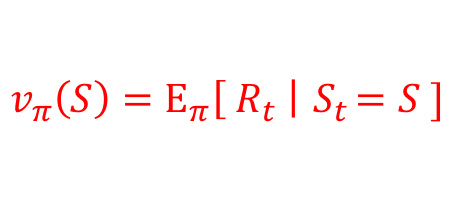 v_π(S) = E_π[ R_t | S_t = S ]